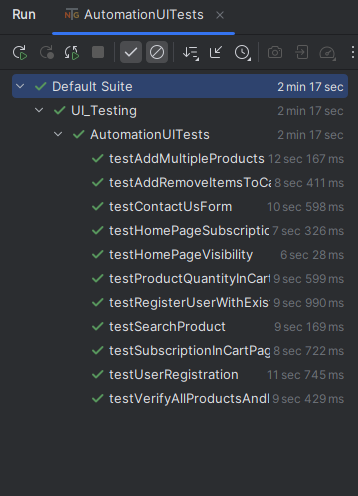 Run AutomationUITests
Default Suite 2 min 17 sec
UI_Testing 2 min 17 sec
AutomationUITests 2 min 17 sec
testAddMultipleProducts 12 sec 167 ms
testAddRemoveItemsToCa 8 sec 411 ms
testContactUsForm 10 sec 598 ms
testHomePageSubscriptio 7 sec 326 ms
testHomePageVisibility 6 sec 28 ms
testProductQuantityInCart 9 sec 599 ms
testRegisterUserWithExis 9 sec 990 ms
testSearchProduct 9 sec 169 ms
testSubscriptionInCartPag 8 sec 722 ms
testUserRegistration 11 sec 745 ms
testVerifyAllProductsAnd 9 sec 429 ms